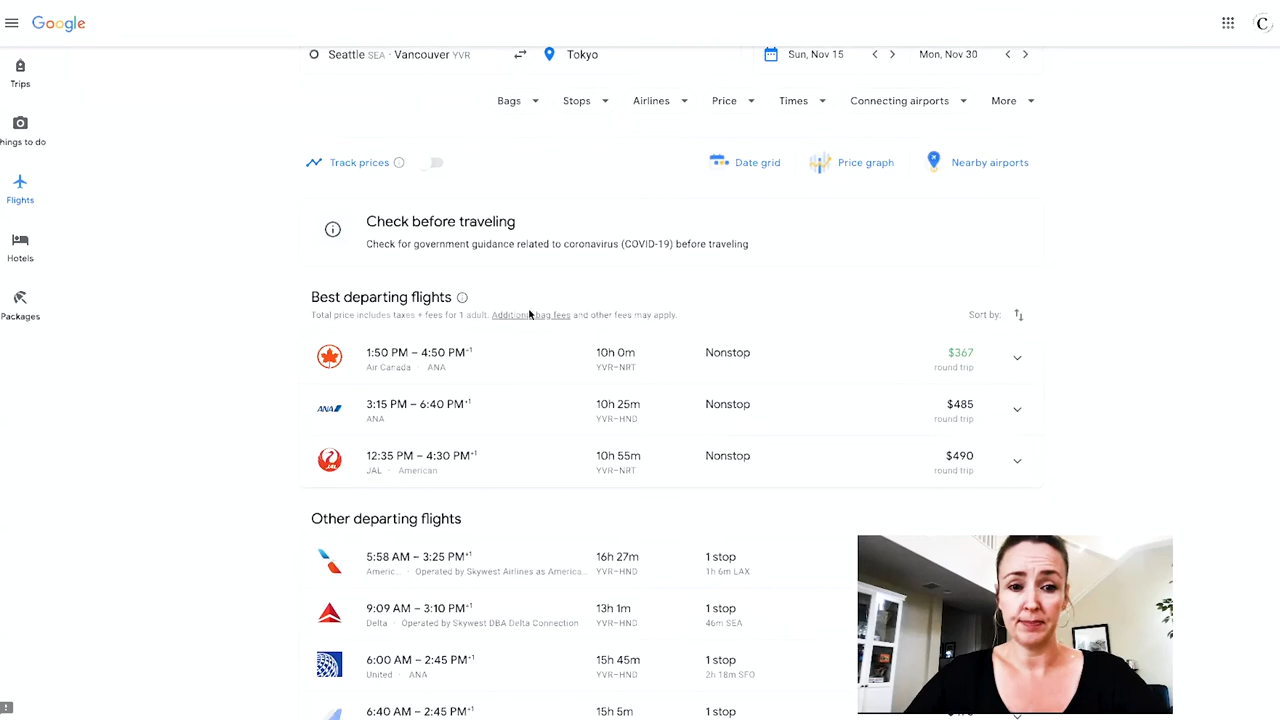 Google
C
Seattle SEA · Vancouver YVR
Tokyo
Sun, Nov 15
Mon, Nov 30
Trips
Things to do
Flights
Hotels
Packages
Bags
Stops
Airlines
Price
Times
Connecting airports
More
Track prices
Date grid
Price graph
Nearby airports
Check before traveling
Check for government guidance related to coronavirus (COVID-19) before traveling
Best departing flights
Total price includes taxes + fees for 1 adult. Additional bag fees and other fees may apply.
Sort by:
1:50 PM – 4:50 PM+1 10h 0m Nonstop $367
Air Canada · ANA YVR–NRT round trip
ANA 3:15 PM – 6:40 PM+1 10h 25m Nonstop $485
ANA YVR–HND round trip
JAL 12:35 PM – 4:30 PM+1 10h 55m Nonstop $490
JAL · American YVR–NRT round trip
Other departing flights
5:58 AM – 3:25 PM+1 16h 27m 1 stop
Americ... · Operated by Skywest Airlines as America... YVR–HND 1h 6m LAX
9:09 AM – 3:10 PM+1 13h 1m 1 stop
Delta · Operated by Skywest DBA Delta Connection YVR–HND 46m SEA
6:00 AM – 2:45 PM+1 15h 45m 1 stop
United · ANA YVR–HND 2h 18m SFO
6:40 AM – 2:45 PM+1 15h 5m 1 stop